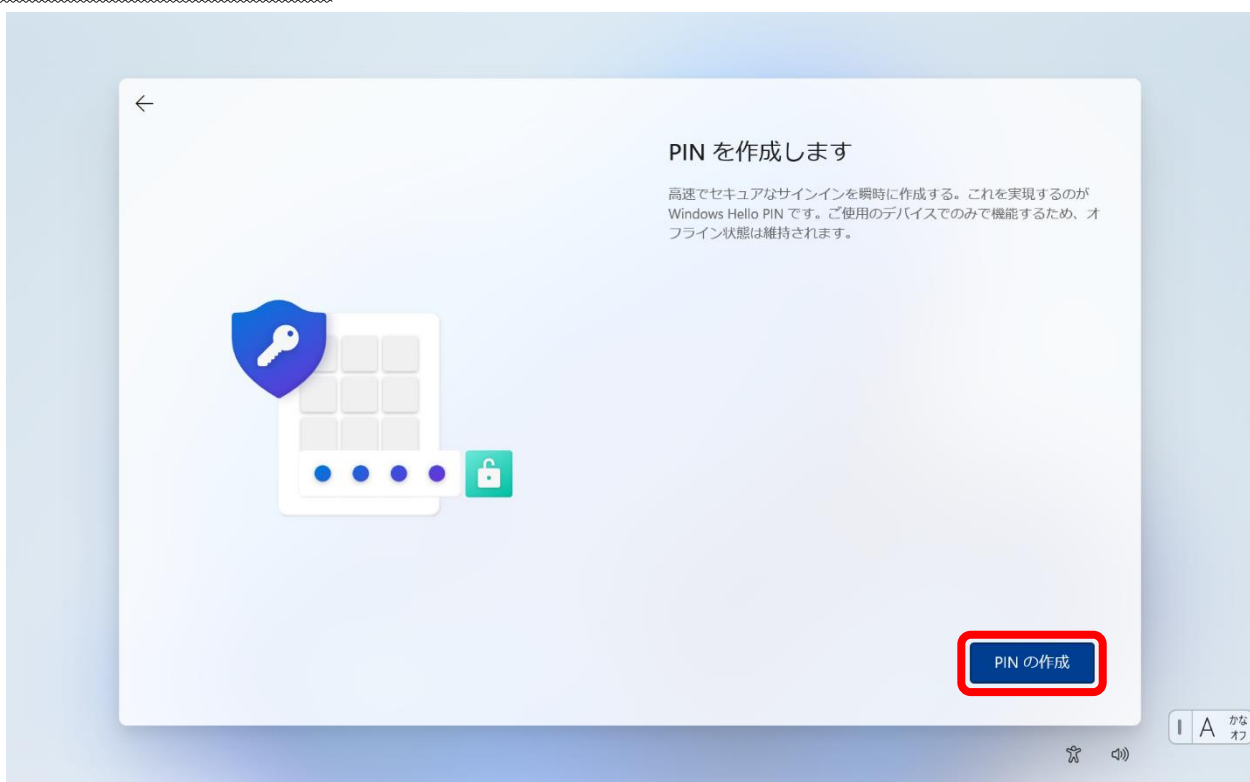 PIN を作成します
高速でセキュアなサインインを瞬時に作成する。これを実現するのが
Windows Hello PIN です。ご使用のデバイスでのみで機能するため、オ
フライン状態は維持されます。
PIN の作成
A かな
オフ